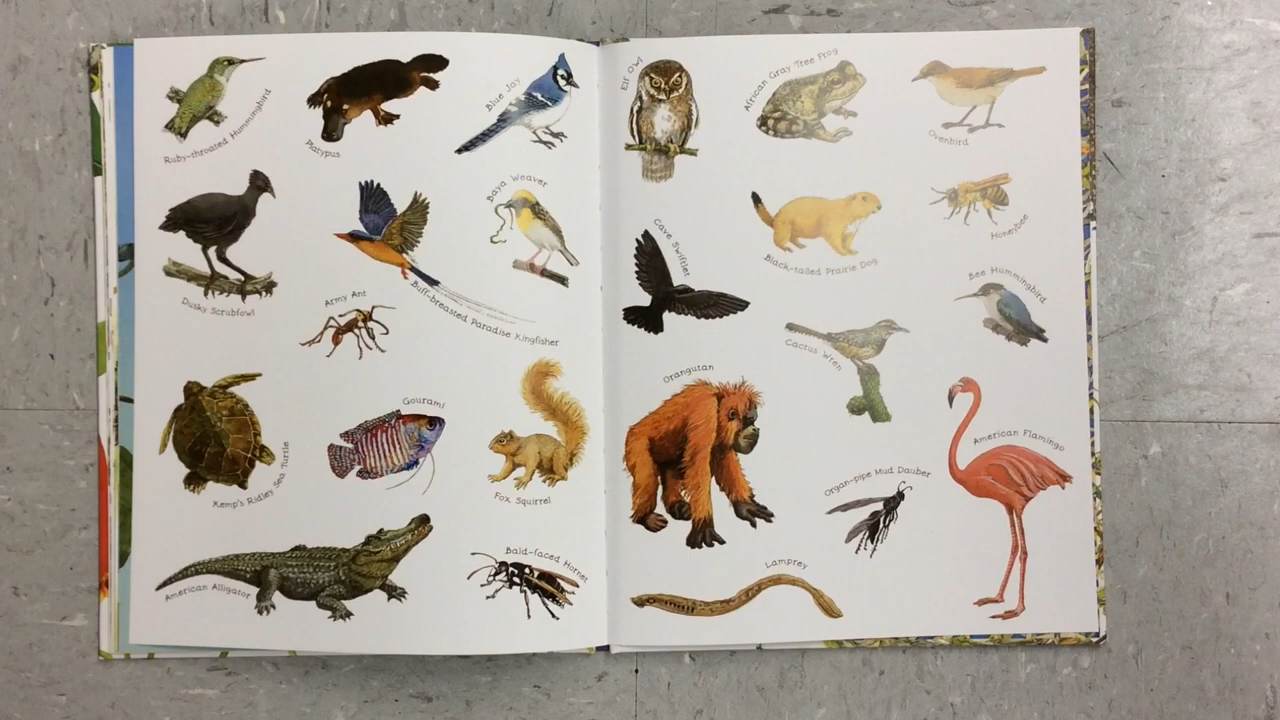 Ruby-throated Hummingbird
Platypus
Blue Jay
Dusky Scrubfowl
Buff-breasted Paradise Kingfisher
Baya Weaver
Army Ant
Kemp's Ridley Sea Turtle
Gourami
Fox Squirrel
American Alligator
Bald-faced Hornet
Elf Owl
African Gray Tree Frog
Ovenbird
Cave Swiftlet
Black-tailed Prairie Dog
Honeybee
Bee Hummingbird
Cactus Wren
Orangutan
American Flamingo
Organ-pipe Mud Dauber
Lamprey